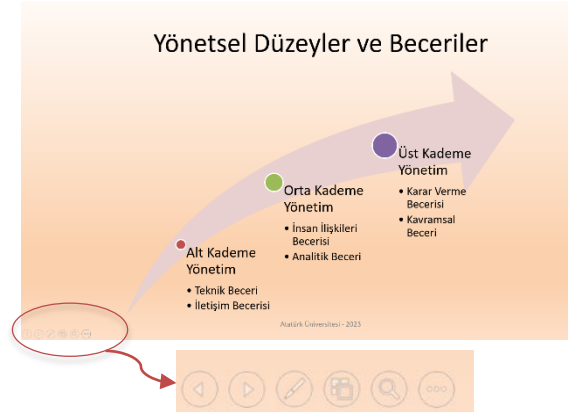 Yönetsel Düzeyler ve Beceriler
Üst Kademe
Yönetim
• Karar Verme
Becerisi
• Kavramsal
Beceri
Orta Kademe
Yönetim
• İnsan İlişkileri
Becerisi
• Analitik Beceri
Alt Kademe
Yönetim
• Teknik Beceri
• İletişim Becerisi
Atatürk Üniversitesi - 2023